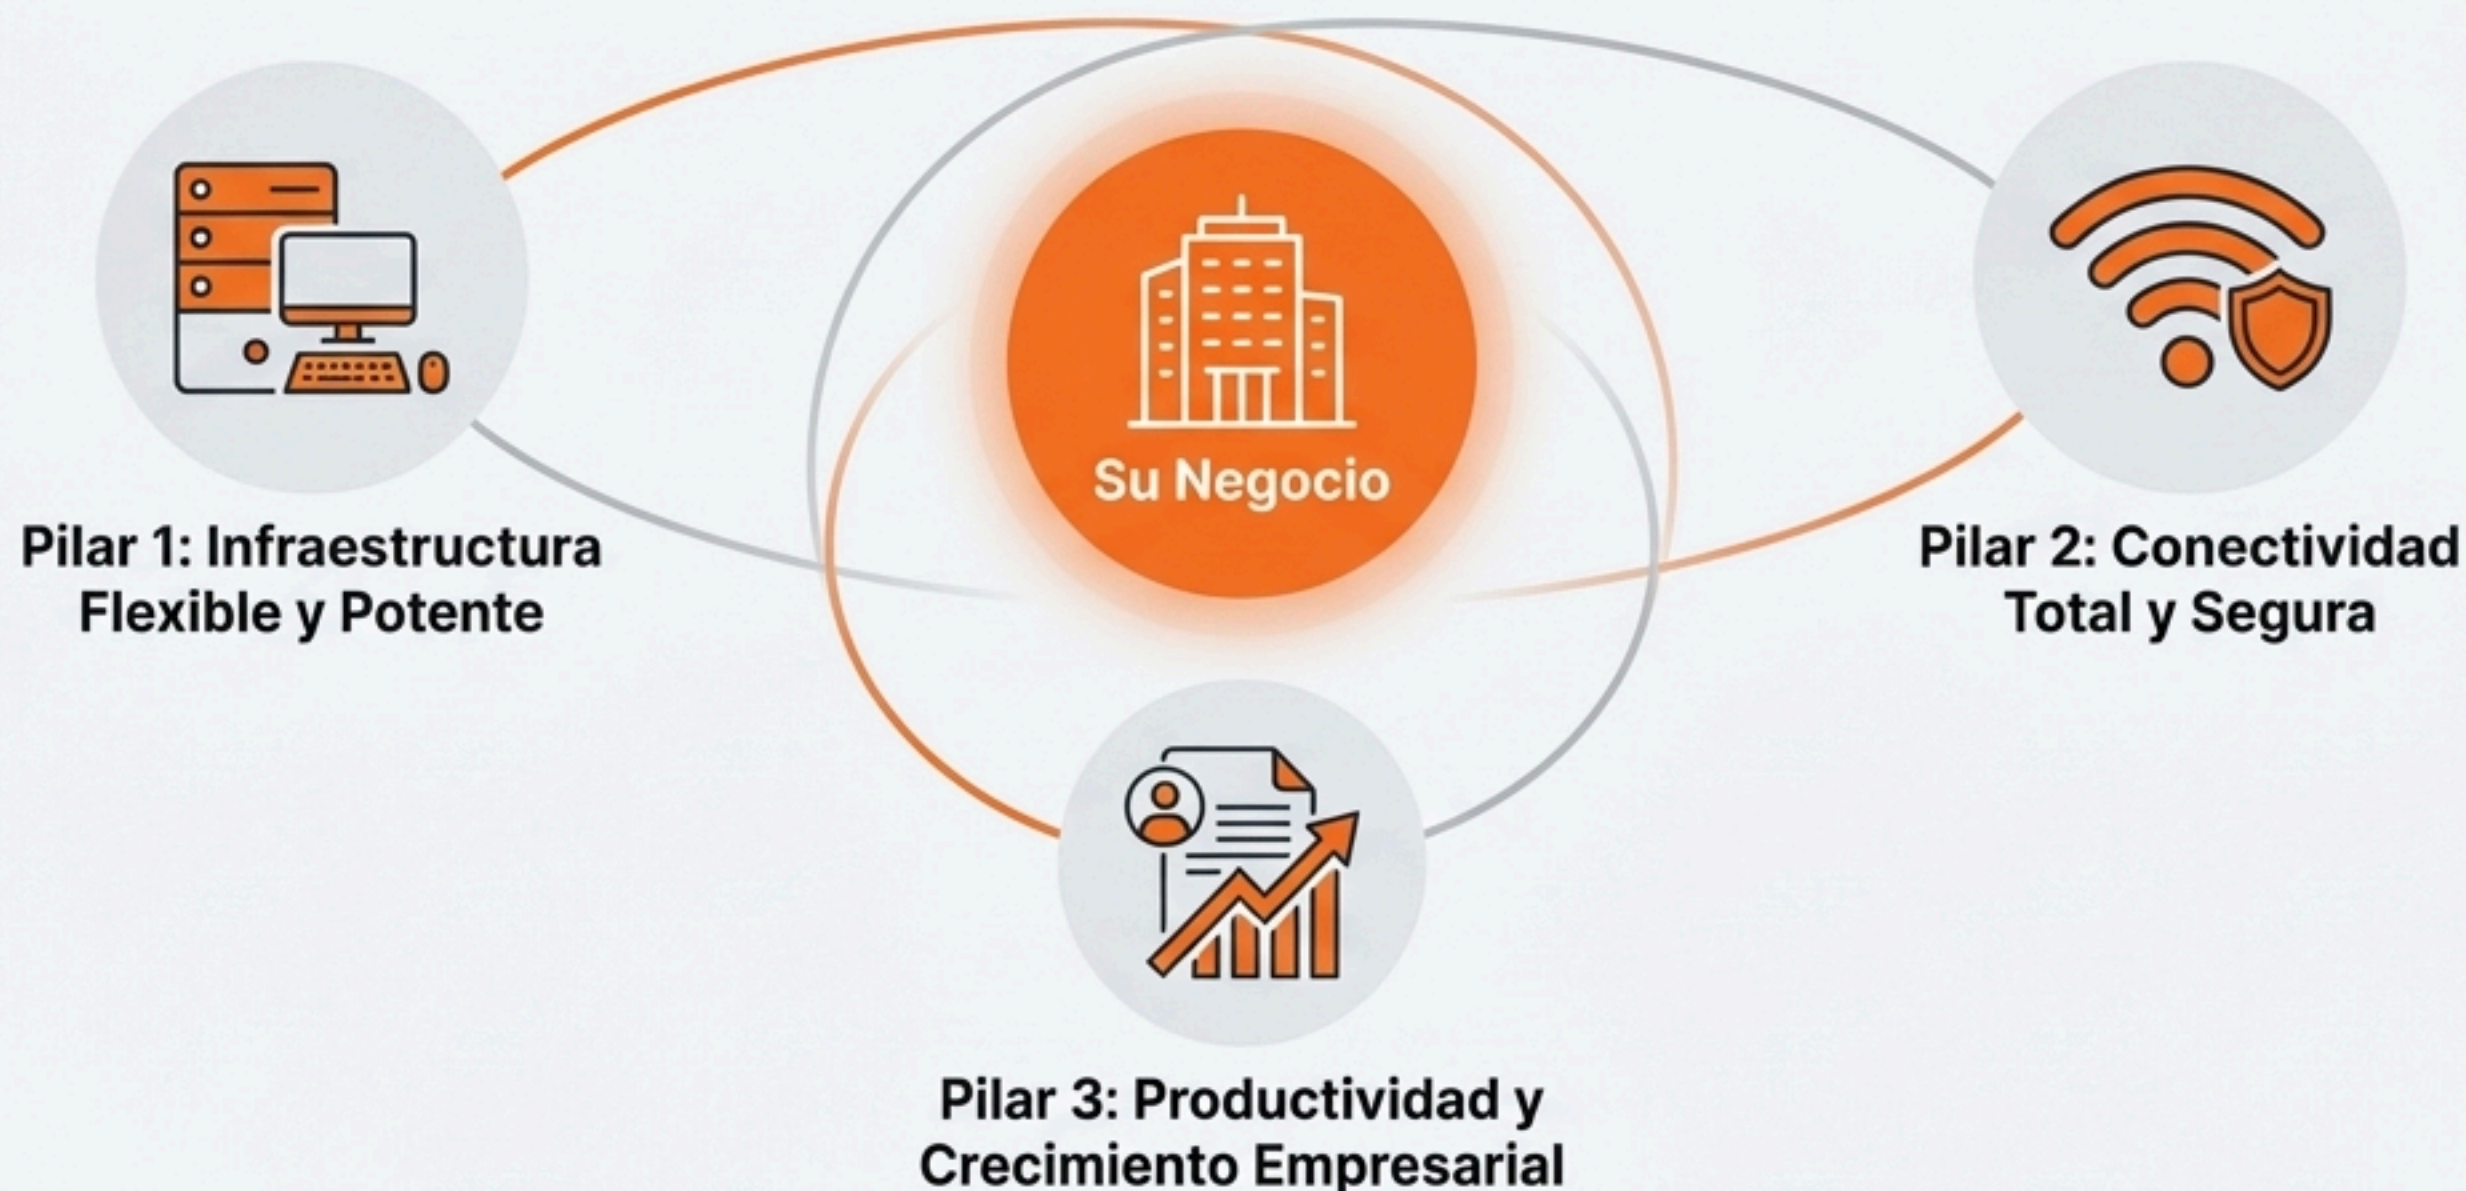 Su Negocio
Pilar 1: Infraestructura
Flexible y Potente
Pilar 2: Conectividad
Total y Segura
Pilar 3: Productividad y
Crecimiento Empresarial